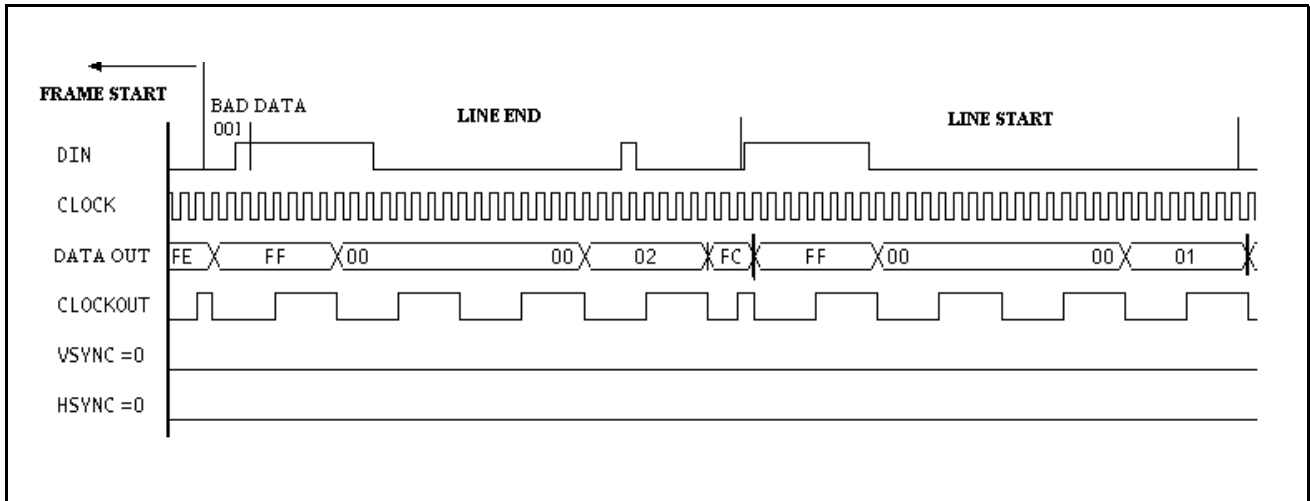 FRAME START
BAD DATA
001
LINE END
LINE START
DIN
CLOCK
DATA OUT FE FF 00 00 02 FC FF 00 00 01
CLOCKOUT
VSYNC =0
HSYNC =0